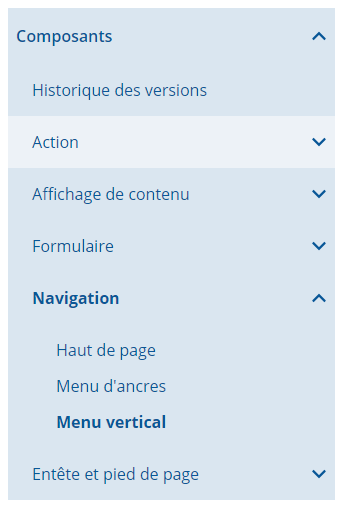 Composants
Historique des versions
Action
Affichage de contenu
Formulaire
Navigation
Haut de page
Menu d'ancres
Menu vertical
Entête et pied de page